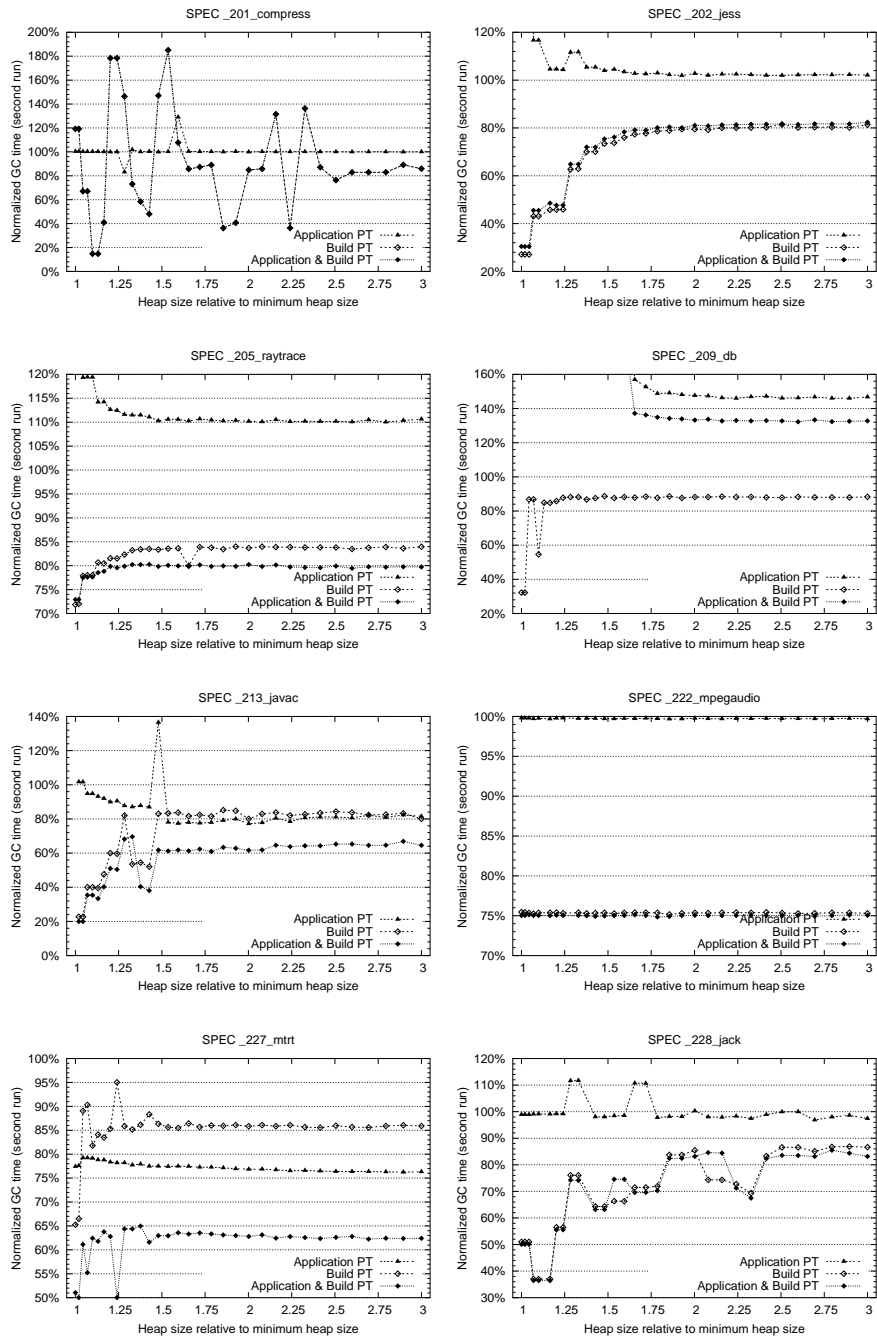 SPEC _201_compress
Normalized GC time (second run)
200%
180%
160%
140%
120%
100%
80%
60%
40%
20%
0%
Application PT
Build PT
Application & Build PT
1 1.25 1.5 1.75 2 2.25 2.5 2.75 3
Heap size relative to minimum heap size
SPEC _202_jess
Normalized GC time (second run)
120%
100%
80%
60%
40%
20%
Application PT
Build PT
Application & Build PT
1 1.25 1.5 1.75 2 2.25 2.5 2.75 3
Heap size relative to minimum heap size
SPEC _205_raytrace
Normalized GC time (second run)
120%
115%
110%
105%
100%
95%
90%
85%
80%
75%
70%
Application PT
Build PT
Application & Build PT
1 1.25 1.5 1.75 2 2.25 2.5 2.75 3
Heap size relative to minimum heap size
SPEC _209_db
Normalized GC time (second run)
160%
140%
120%
100%
80%
60%
40%
20%
Application PT
Build PT
Application & Build PT
1 1.25 1.5 1.75 2 2.25 2.5 2.75 3
Heap size relative to minimum heap size
SPEC _213_javac
Normalized GC time (second run)
140%
120%
100%
80%
60%
40%
20%
0%
Application PT
Build PT
Application & Build PT
1 1.25 1.5 1.75 2 2.25 2.5 2.75 3
Heap size relative to minimum heap size
SPEC _222_mpegaudio
Normalized GC time (second run)
100%
95%
90%
85%
80%
75%
70%
Application PT
Build PT
Application & Build PT
1 1.25 1.5 1.75 2 2.25 2.5 2.75 3
Heap size relative to minimum heap size
SPEC _227_mtrt
Normalized GC time (second run)
100%
95%
90%
85%
80%
75%
70%
65%
60%
55%
50%
Application PT
Build PT
Application & Build PT
1 1.25 1.5 1.75 2 2.25 2.5 2.75 3
Heap size relative to minimum heap size
SPEC _228_jack
Normalized GC time (second run)
120%
110%
100%
90%
80%
70%
60%
50%
40%
30%
Application PT
Build PT
Application & Build PT
1 1.25 1.5 1.75 2 2.25 2.5 2.75 3
Heap size relative to minimum heap size